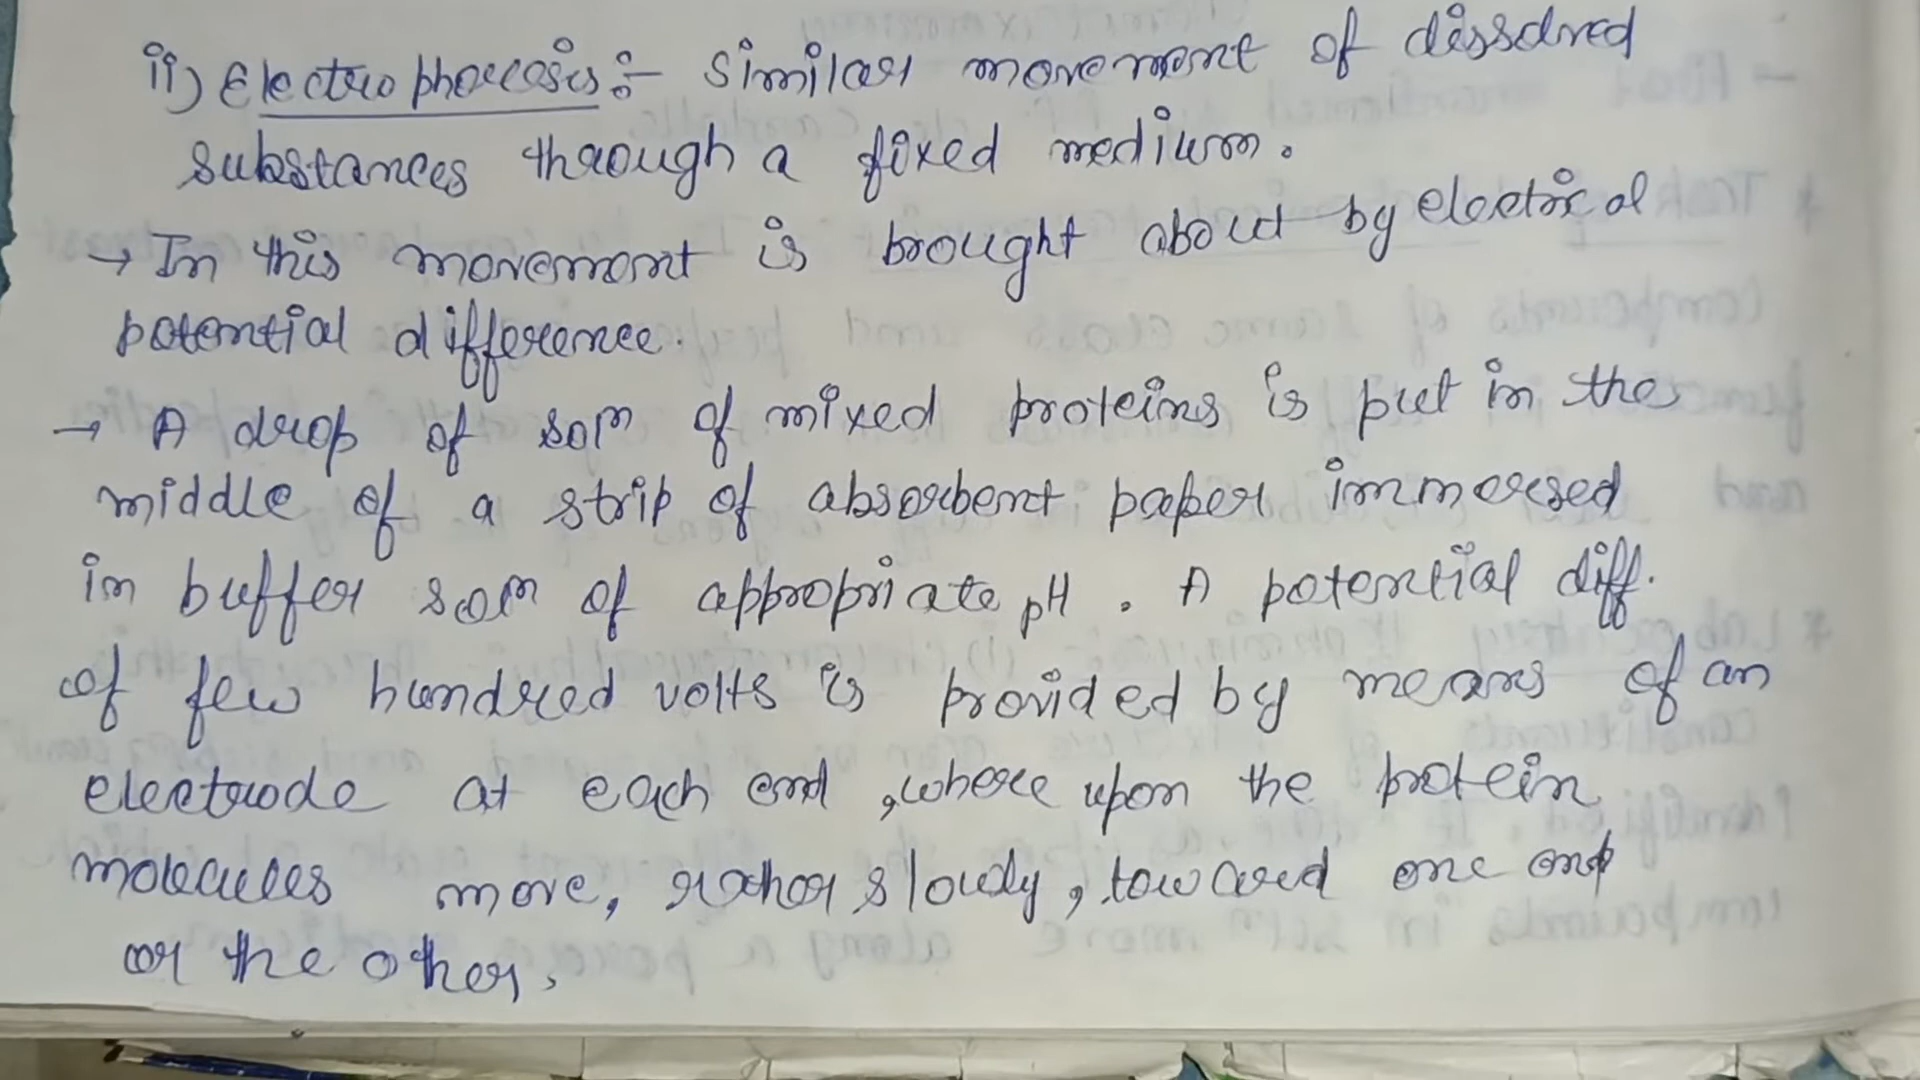 ii) Electrophoresis :- similar movement of dissolved
substances through a fixed medium.
→ In this movement is brought about by electrical
potential difference.
→ A drop of solⁿ of mixed proteins is put in the
middle of a strip of absorbent paper immersed
in buffer solⁿ of appropriate pH . A potential diff.
of few hundred volts is provided by means of an
electrode at each end , where upon the protein
molecules move, rather slowly, toward one end
or the other.